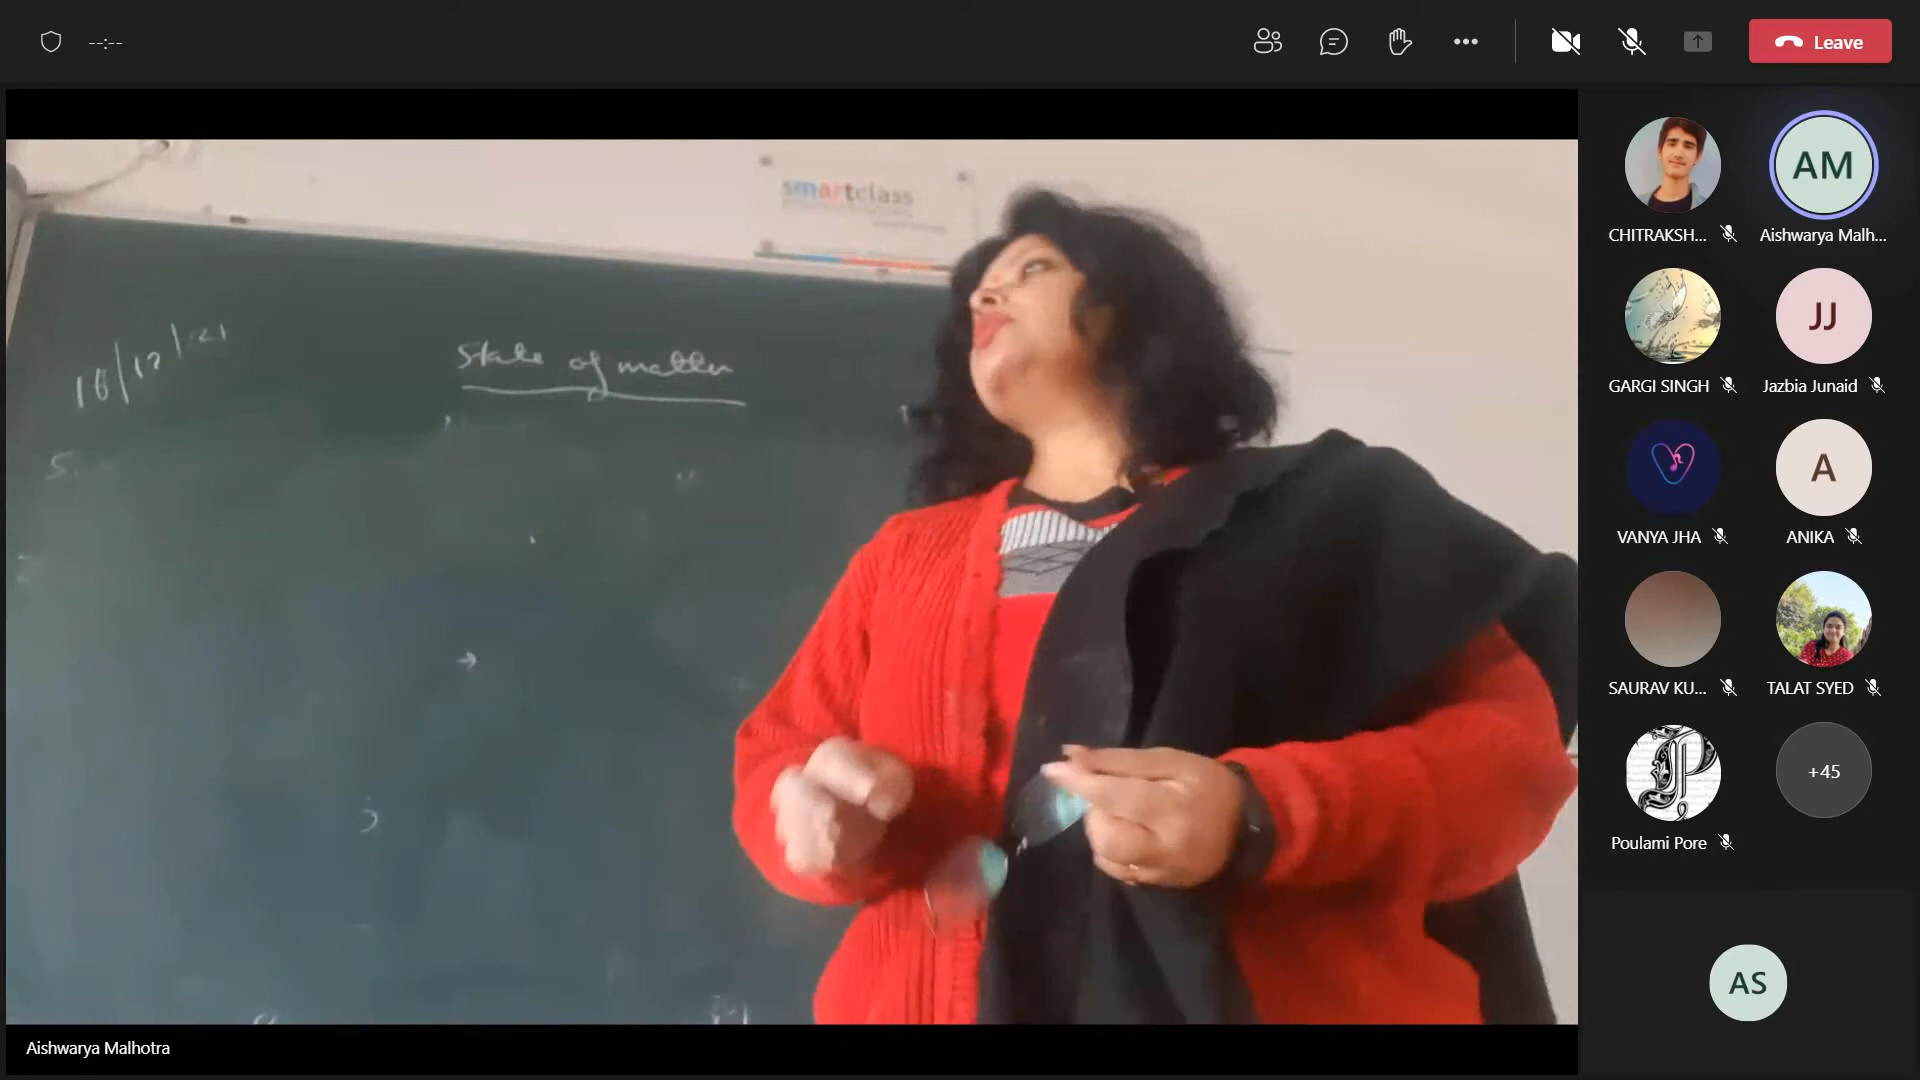 --:--
Leave
smartclass
16/12/21
State of matter
CHITRAKSH...
AM
Aishwarya Malh...
GARGI SINGH
JJ
Jazbia Junaid
VANYA JHA
A
ANIKA
SAURAV KU...
TALAT SYED
P
Poulami Pore
+45
AS
Aishwarya Malhotra